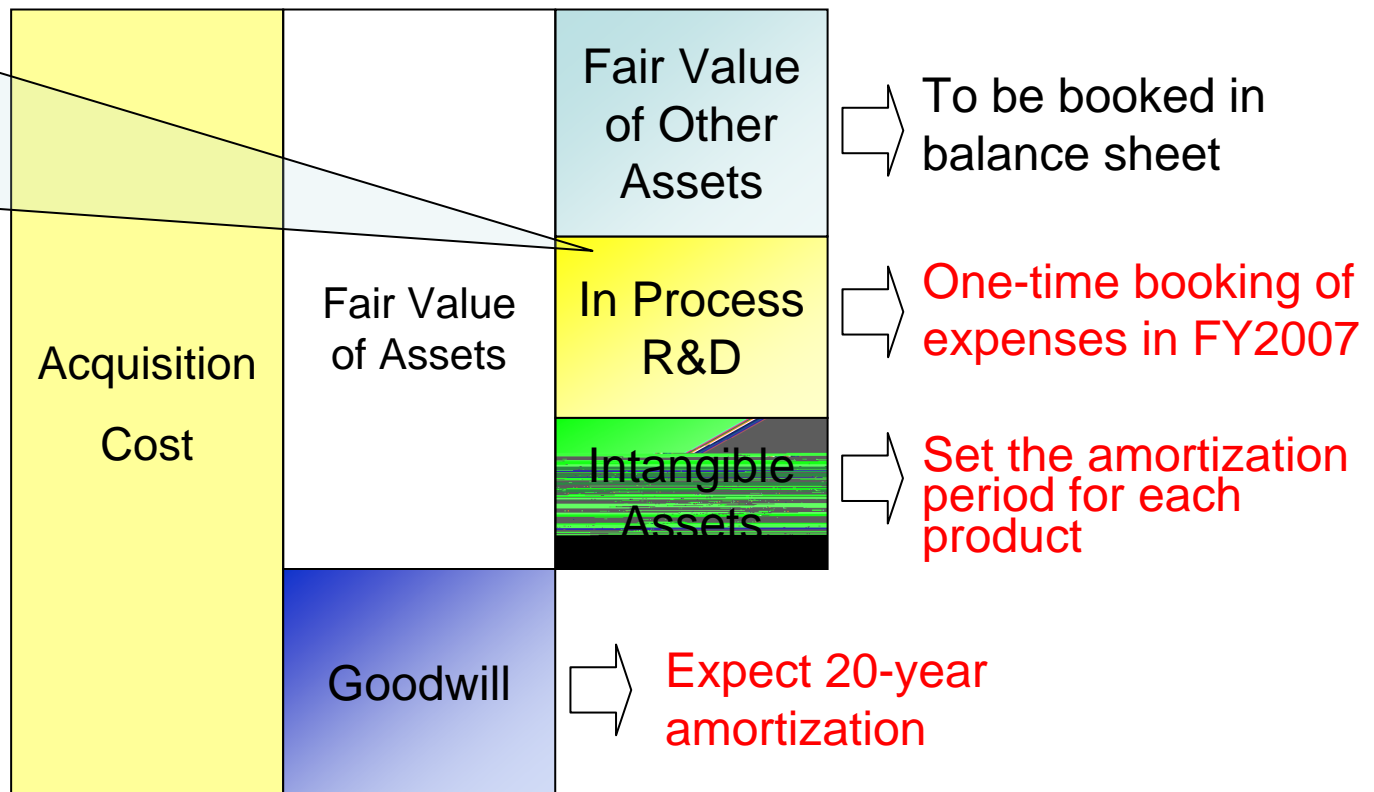 Fair Value
of Other
Assets
To be booked in
balance sheet
Acquisition
Cost
Fair Value
of Assets
In Process
R&D
One-time booking of
expenses in FY2007
Intangible
Assets
Set the amortization
period for each
product
Goodwill
Expect 20-year
amortization